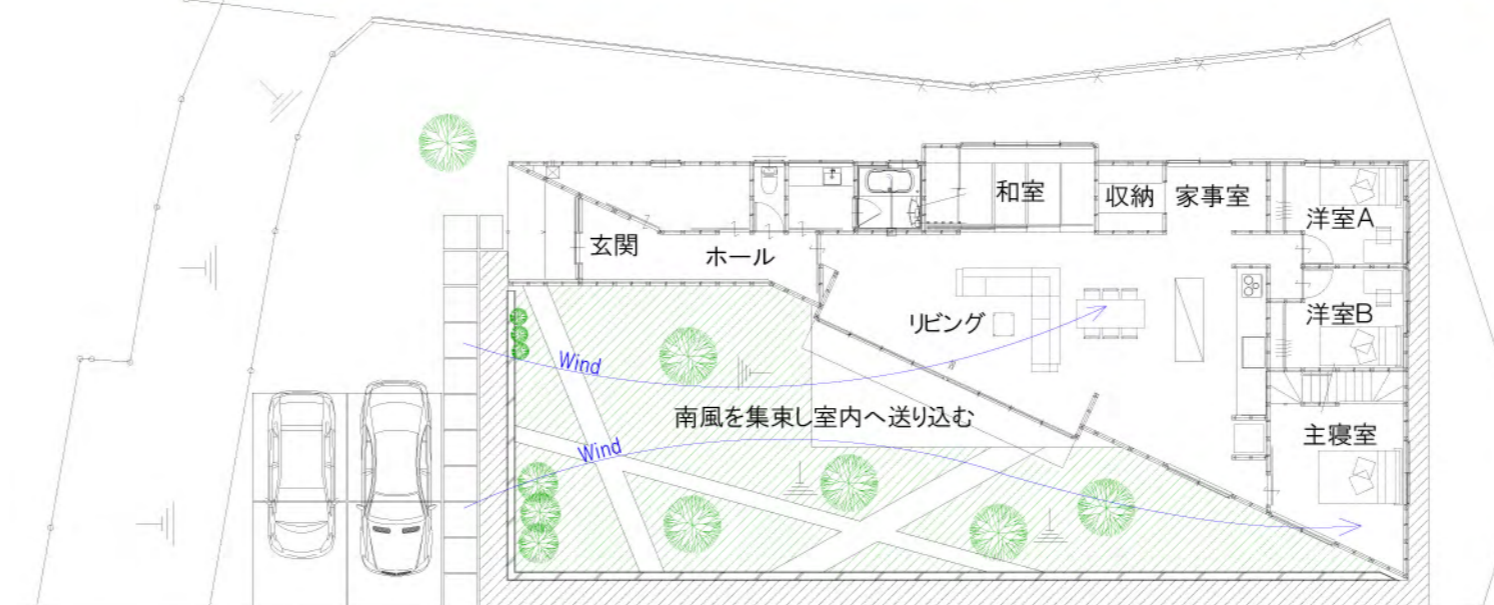 和室
収納
家事室
洋室A
玄関
ホール
リビング
洋室B
Wind
南風を集束し室内へ送り込む
Wind
主寝室